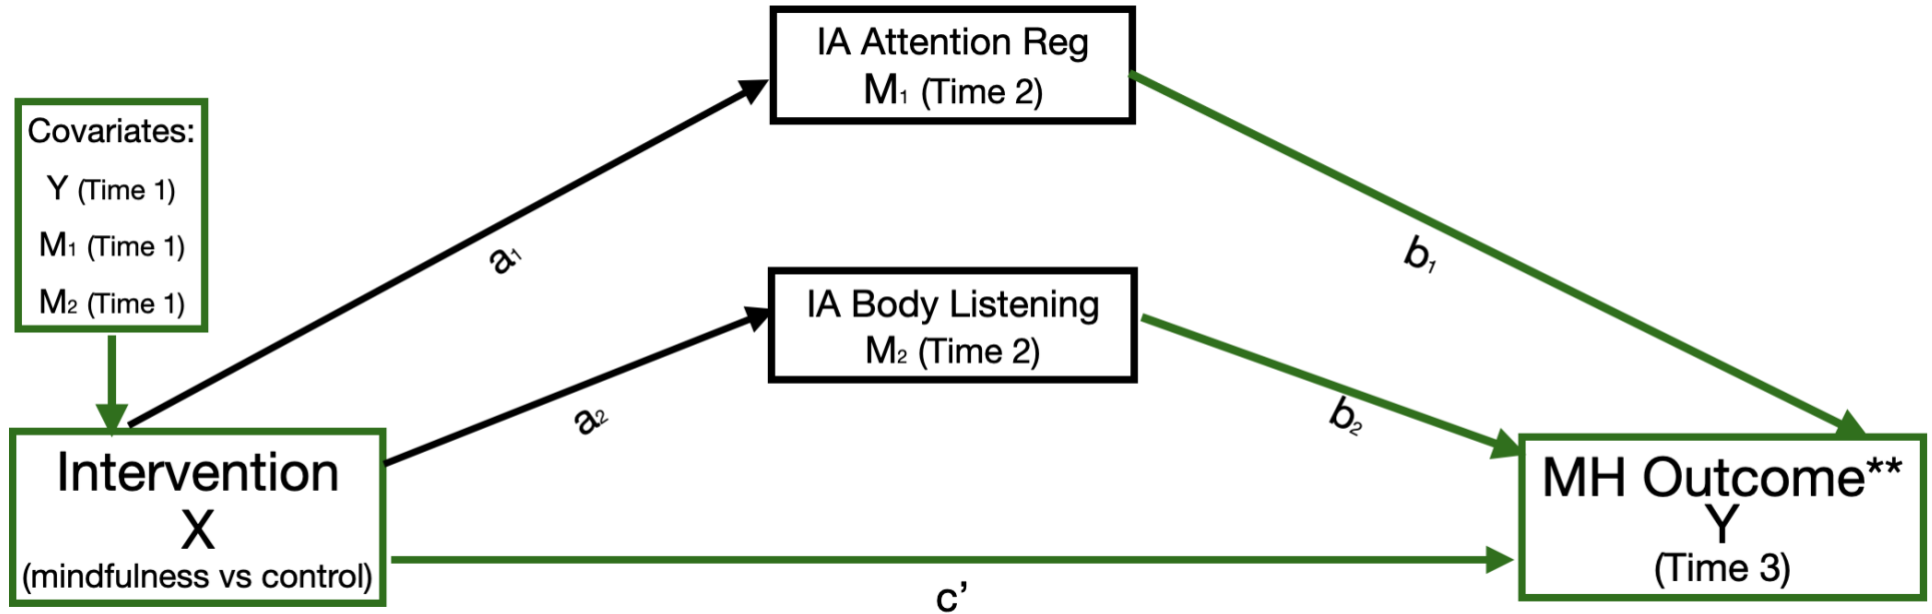 IA Attention Reg
M₁ (Time 2)
Covariates:
Y (Time 1)
M₁ (Time 1)
M₂ (Time 1)
a₁
b₁
IA Body Listening
M₂ (Time 2)
a₂
b₂
Intervention
X
(mindfulness vs control)
MH Outcome**
Y
(Time 3)
c’